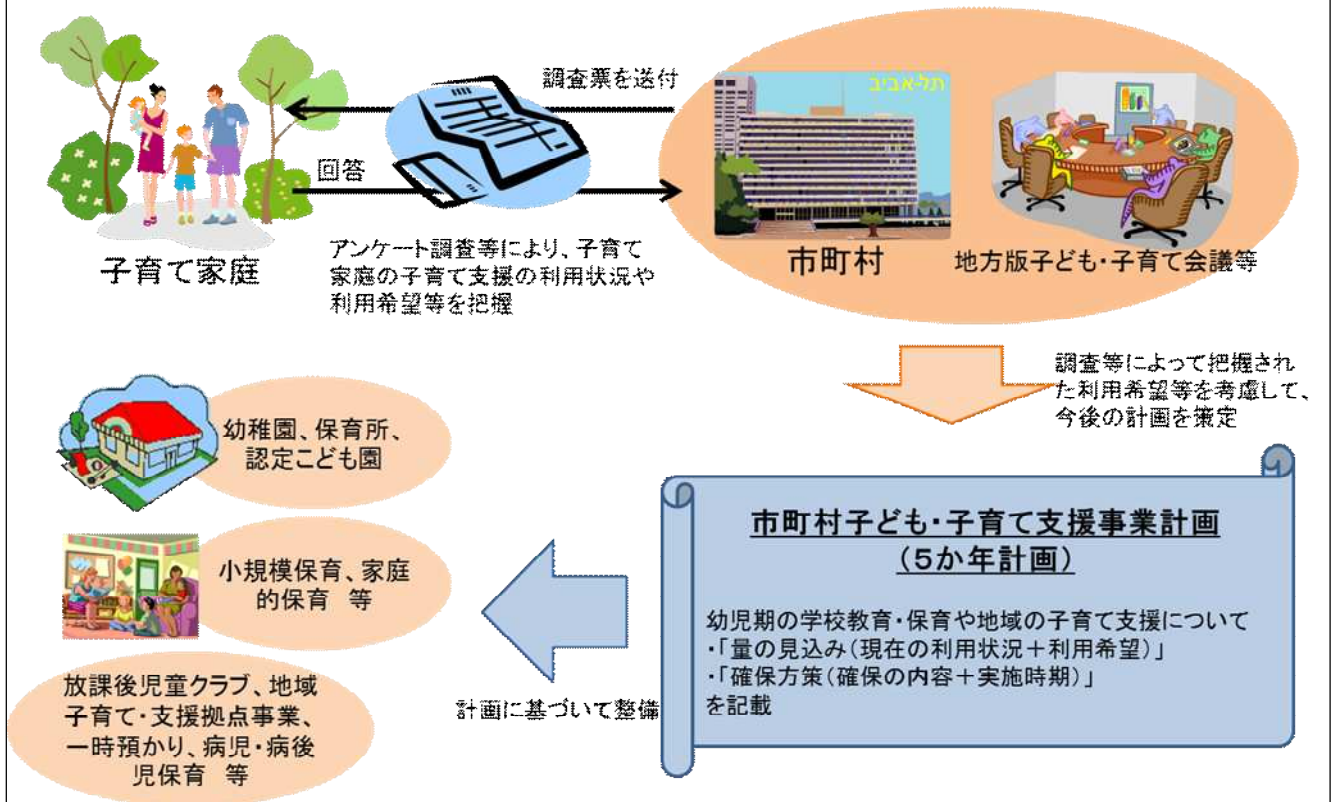 調査票を送付
回答
תל-אביב
子育て家庭
アンケート調査等により、子育て
家庭の子育て支援の利用状況や
利用希望等を把握
市町村
地方版子ども・子育て会議等
調査等によって把握され
た利用希望等を考慮して、
今後の計画を策定
市町村子ども・子育て支援事業計画
(5か年計画)
幼児期の学校教育・保育や地域の子育て支援について
・「量の見込み(現在の利用状況+利用希望)」
・「確保方策(確保の内容+実施時期)」
を記載
計画に基づいて整備
幼稚園、保育所、
認定こども園
小規模保育、家庭
的保育 等
放課後児童クラブ、地域
子育て・支援拠点事業、
一時預かり、病児・病後
児保育 等